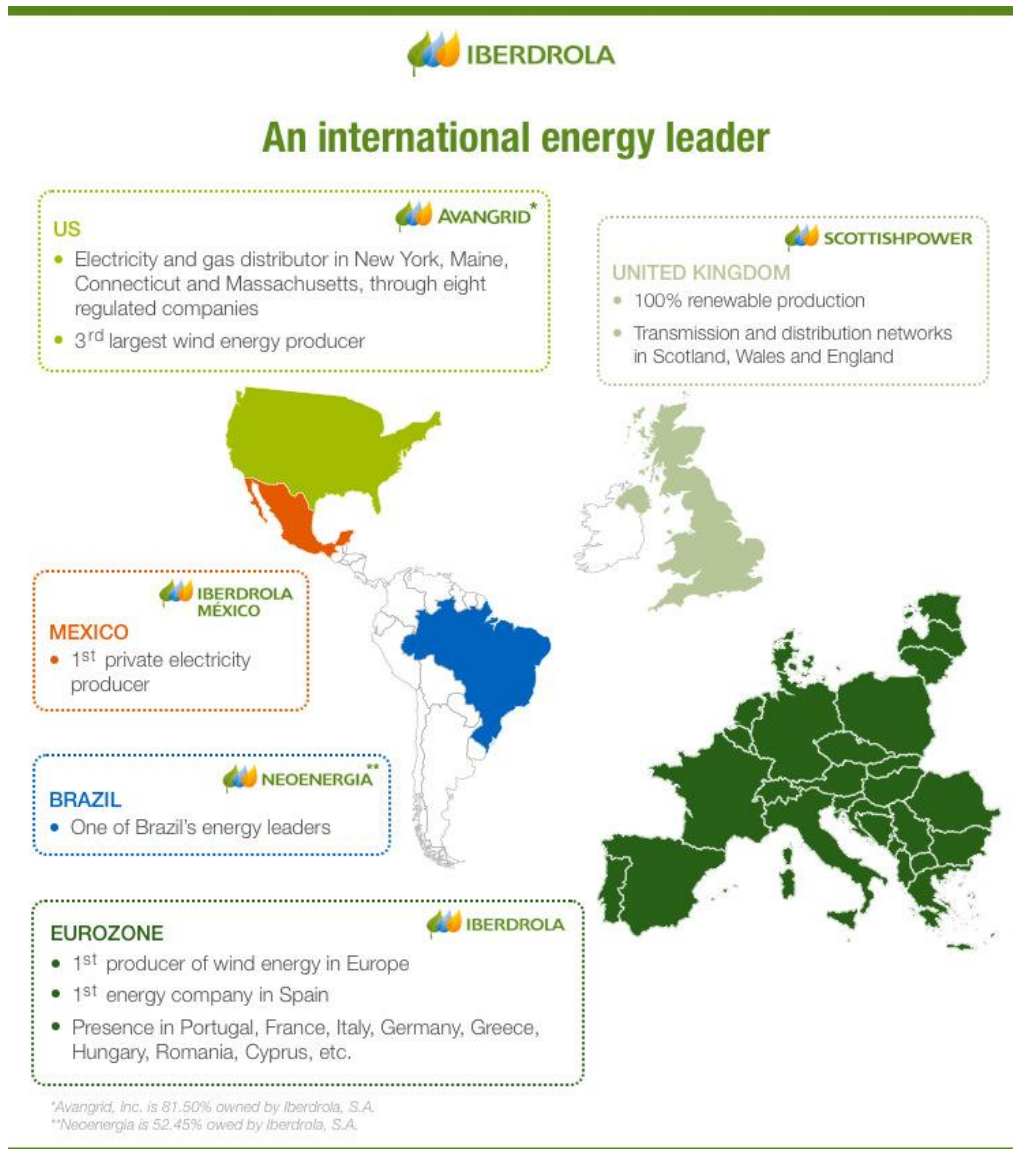 IBERDROLA
An international energy leader
AVANGRID*
US
• Electricity and gas distributor in New York, Maine,
Connecticut and Massachusetts, through eight
regulated companies
• 3rd largest wind energy producer
SCOTTISHPOWER
UNITED KINGDOM
• 100% renewable production
• Transmission and distribution networks
in Scotland, Wales and England
IBERDROLA
MÉXICO
MEXICO
• 1st private electricity
producer
NEOENERGIA**
BRAZIL
• One of Brazil's energy leaders
IBERDROLA
EUROZONE
• 1st producer of wind energy in Europe
• 1st energy company in Spain
• Presence in Portugal, France, Italy, Germany, Greece,
Hungary, Romania, Cyprus, etc.
*Avangrid, Inc. is 81.50% owned by Iberdrola, S.A.
**Neoenergia is 52.45% owed by Iberdrola, S.A.